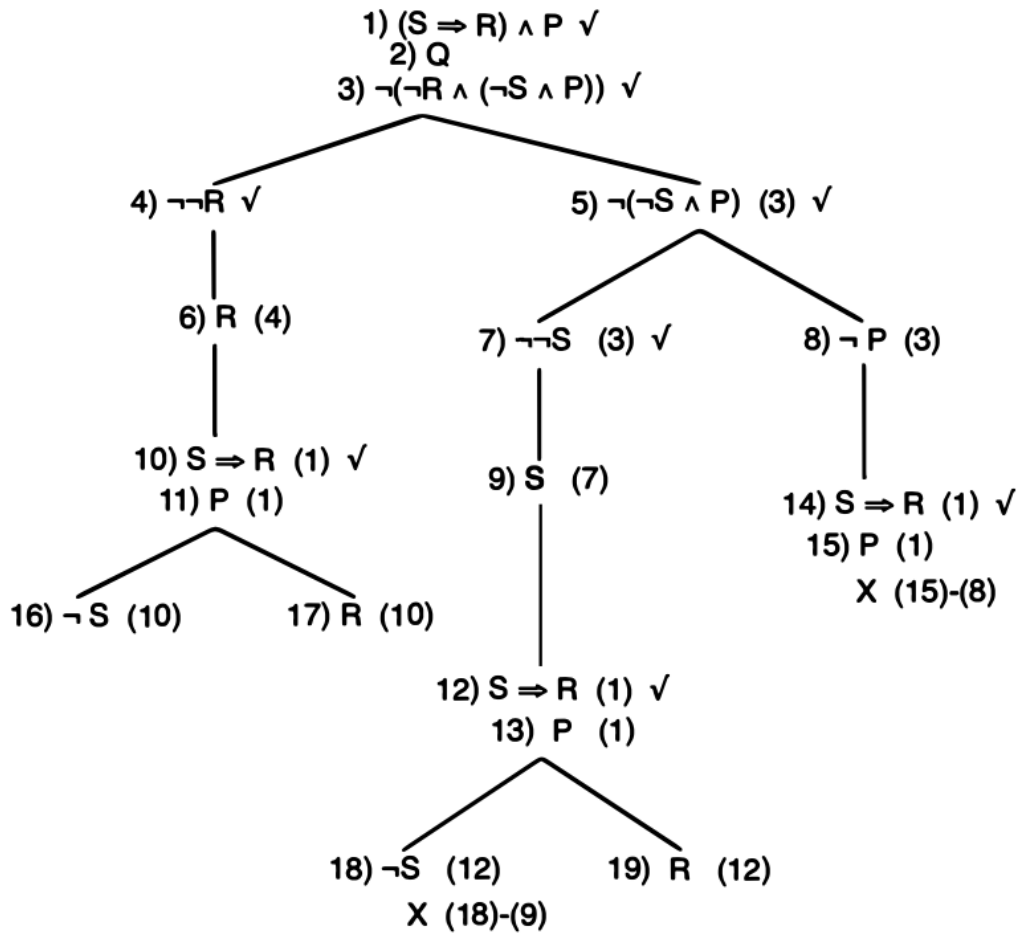 1) (S ⇒ R) ∧ P √
2) Q
3) ¬(¬R ∧ (¬S ∧ P)) √
4) ¬¬R √
5) ¬(¬S ∧ P) (3) √
6) R (4)
7) ¬¬S (3) √
8) ¬ P (3)
10) S ⇒ R (1) √
11) P (1)
9) S (7)
14) S ⇒ R (1) √
15) P (1)
X (15)-(8)
16) ¬ S (10)
17) R (10)
12) S ⇒ R (1) √
13) P (1)
18) ¬S (12)
X (18)-(9)
19) R (12)